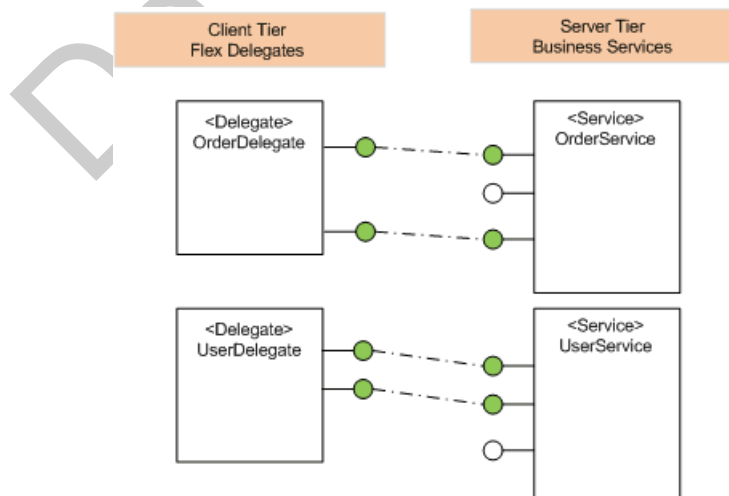 Client Tier
Flex Delegates
Server Tier
Business Services
<Delegate>
OrderDelegate
<Service>
OrderService
<Delegate>
UserDelegate
<Service>
UserService